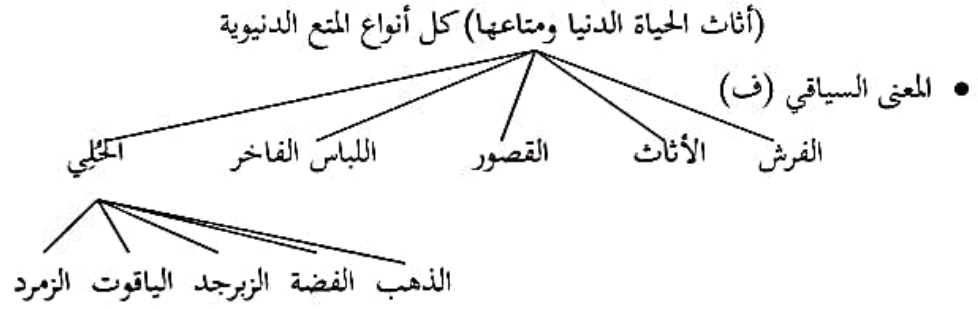 (أثاث الحياة الدنيا ومتاعها) كل أنواع المتع الدنيوية
• المعنى السياقي (ف)
الفرش الأثاث القصور اللباس الفاخر الحُلِي
الذهب الفضة الزبرجد الياقوت الزمرد